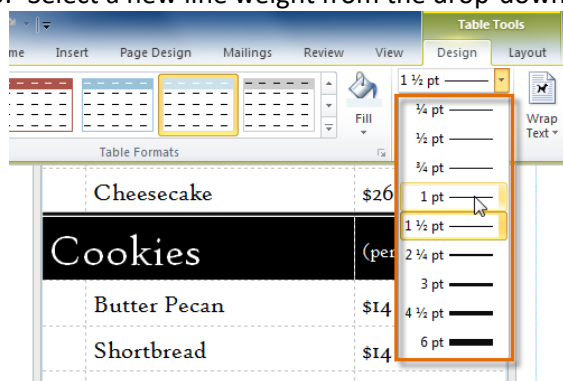 Select a new line weight from the drop-down
Table Tools
me Insert Page Design Mailings Review View Design Layout
1 ½ pt
Fill
Wrap
Text
Table Formats
¼ pt
½ pt
¾ pt
1 pt
1 ½ pt
2 ¼ pt
3 pt
4 ½ pt
6 pt
Cheesecake $26
Cookies (per
Butter Pecan $14
Shortbread $14